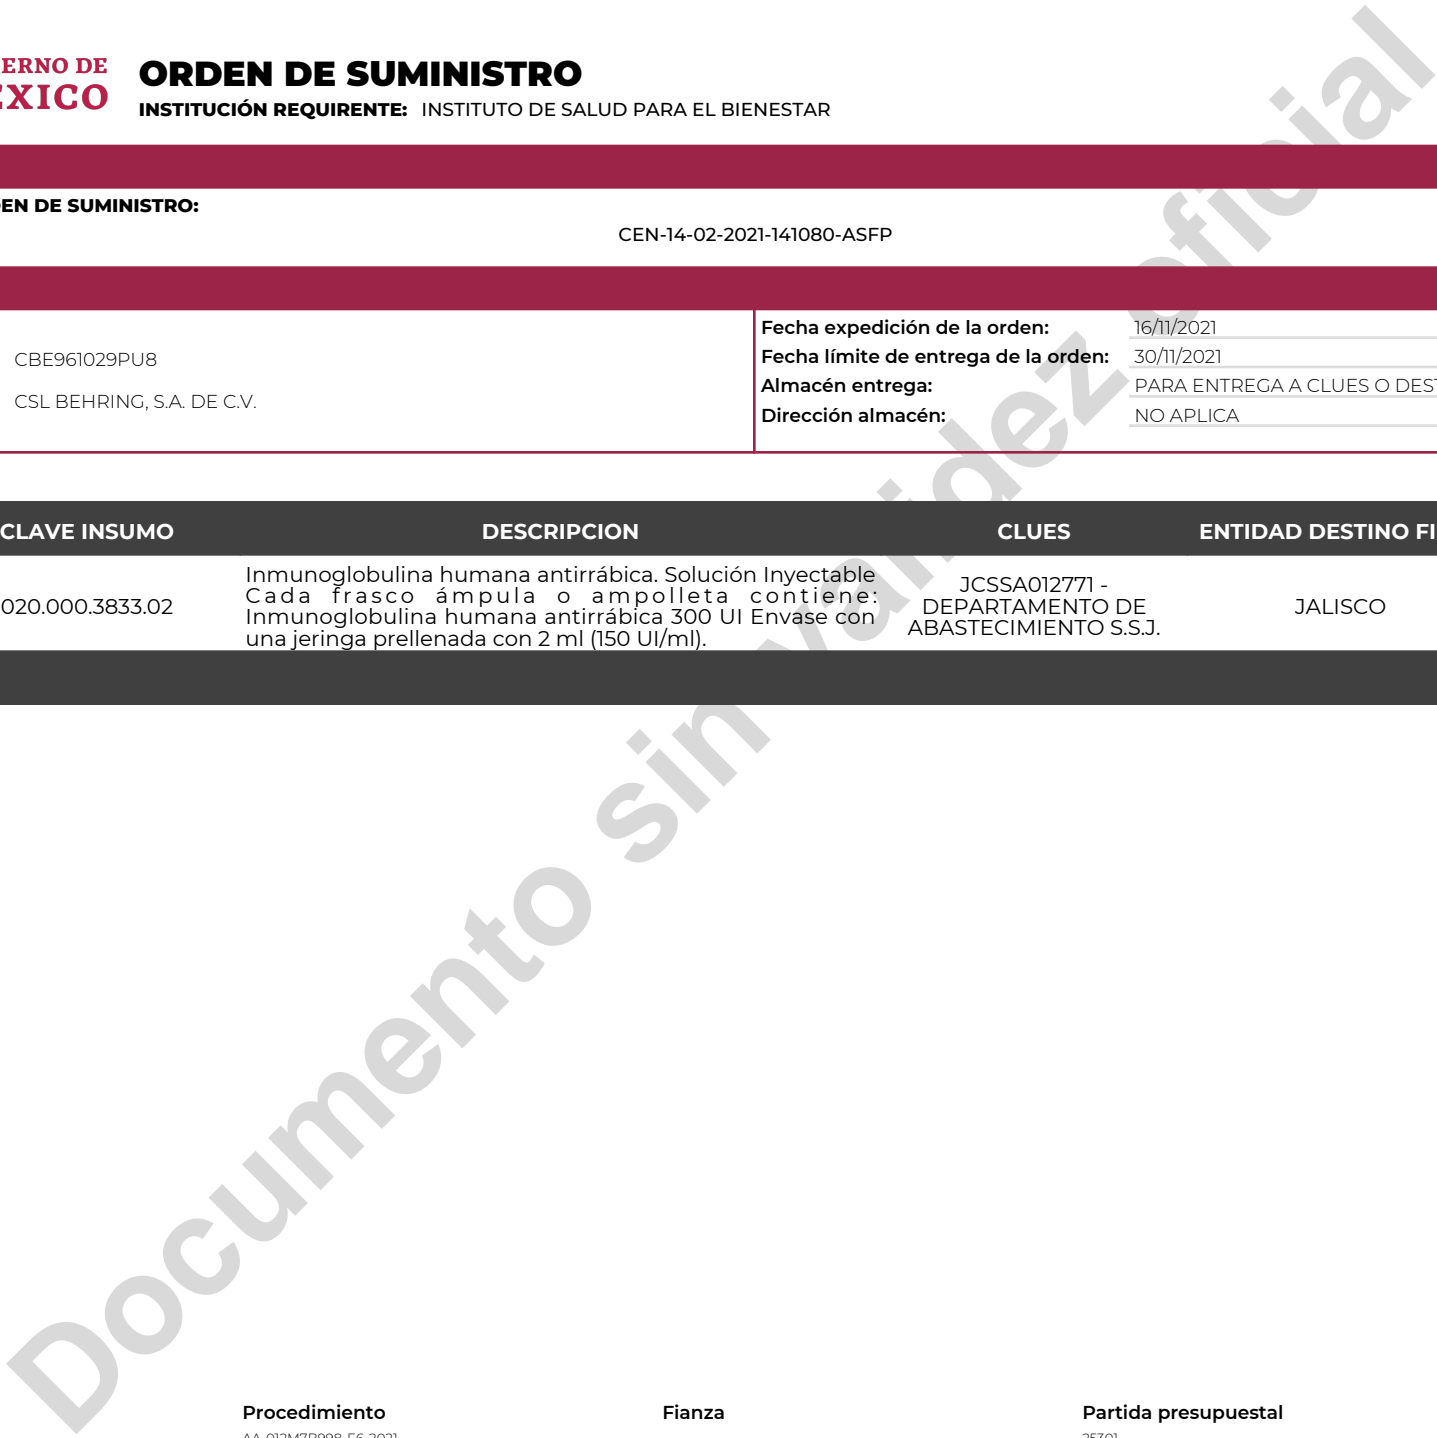 ERNO DE
EXICO
ORDEN DE SUMINISTRO
INSTITUCIÓN REQUIRENTE: INSTITUTO DE SALUD PARA EL BIENESTAR
EN DE SUMINISTRO:
CEN-14-02-2021-141080-ASFP
CBE961029PU8
CSL BEHRING, S.A. DE C.V.
Fecha expedición de la orden: 16/11/2021
Fecha límite de entrega de la orden: 30/11/2021
Almacén entrega: PARA ENTREGA A CLUES O DEST
Dirección almacén: NO APLICA
CLAVE INSUMO DESCRIPCION CLUES ENTIDAD DESTINO FI
020.000.3833.02
Inmunoglobulina humana antirrábica. Solución Inyectable
Cada frasco ámpula o ampolleta contiene:
Inmunoglobulina humana antirrábica 300 UI Envase con
una jeringa prellenada con 2 ml (150 UI/ml).
JCSSA012771 -
DEPARTAMENTO DE
ABASTECIMIENTO S.S.J.
JALISCO
Documento sin validez oficial
Procedimiento Fianza Partida presupuestal